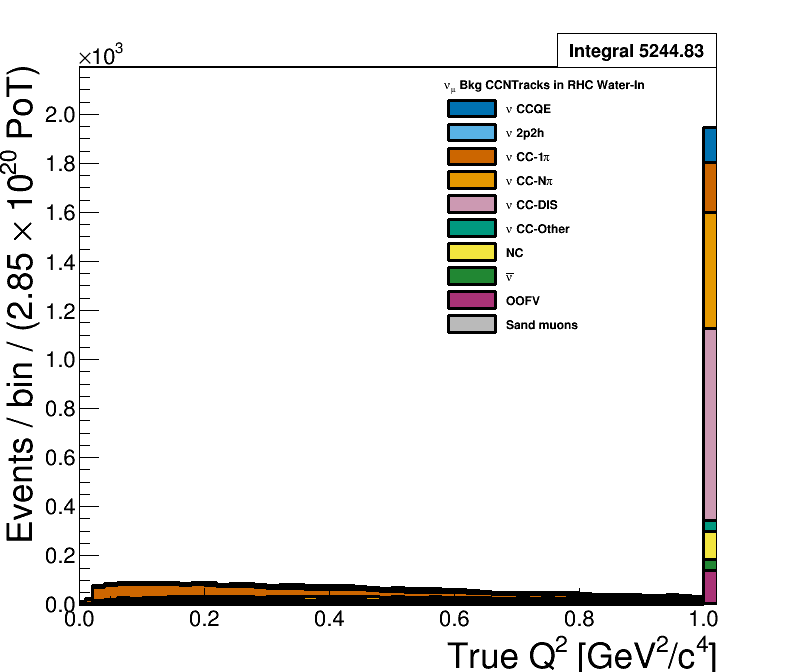 Integral 5244.83
×10³
ν_μ Bkg CCNTracks in RHC Water-In
ν CCQE
ν 2p2h
ν CC-1π
ν CC-Nπ
ν CC-DIS
ν CC-Other
NC
ν̅
OOFV
Sand muons
Events / bin / (2.85 × 10²⁰ PoT)
2.0
1.8
1.6
1.4
1.2
1.0
0.8
0.6
0.4
0.2
0.0
0.0 0.2 0.4 0.6 0.8 1.0
True Q² [GeV²/c⁴]